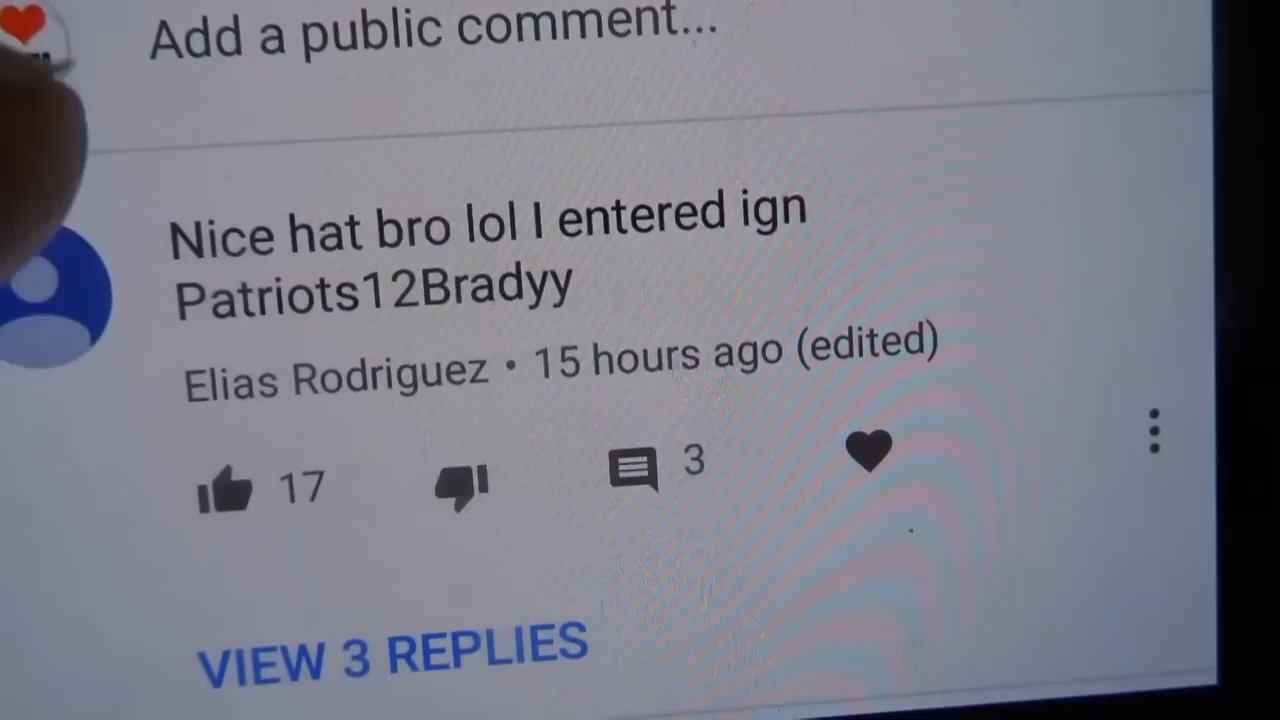 Add a public comment...
Nice hat bro lol I entered ign
Patriots12Bradyy
Elias Rodriguez • 15 hours ago (edited)
17
3
VIEW 3 REPLIES